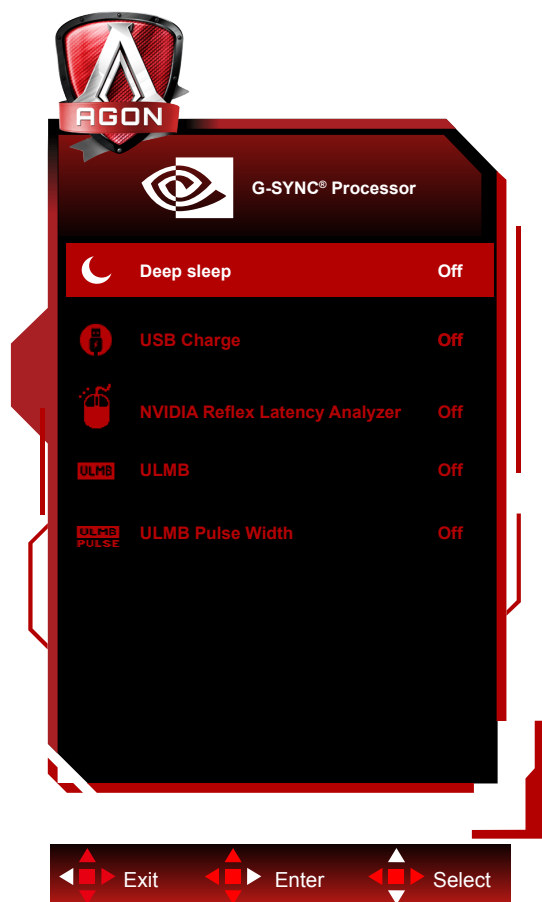 AGON
G-SYNC® Processor
Deep sleep Off
USB Charge Off
NVIDIA Reflex Latency Analyzer Off
ULMB ULMB Off
ULMB PULSE ULMB Pulse Width Off
Exit Enter Select